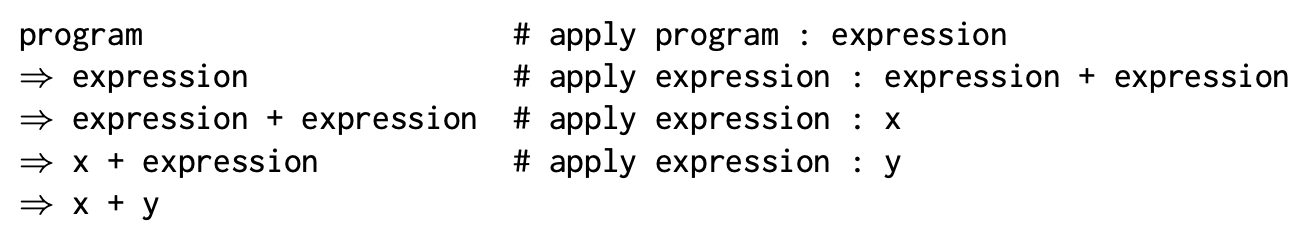 program # apply program : expression
⇒ expression # apply expression : expression + expression
⇒ expression + expression # apply expression : x
⇒ x + expression # apply expression : y
⇒ x + y